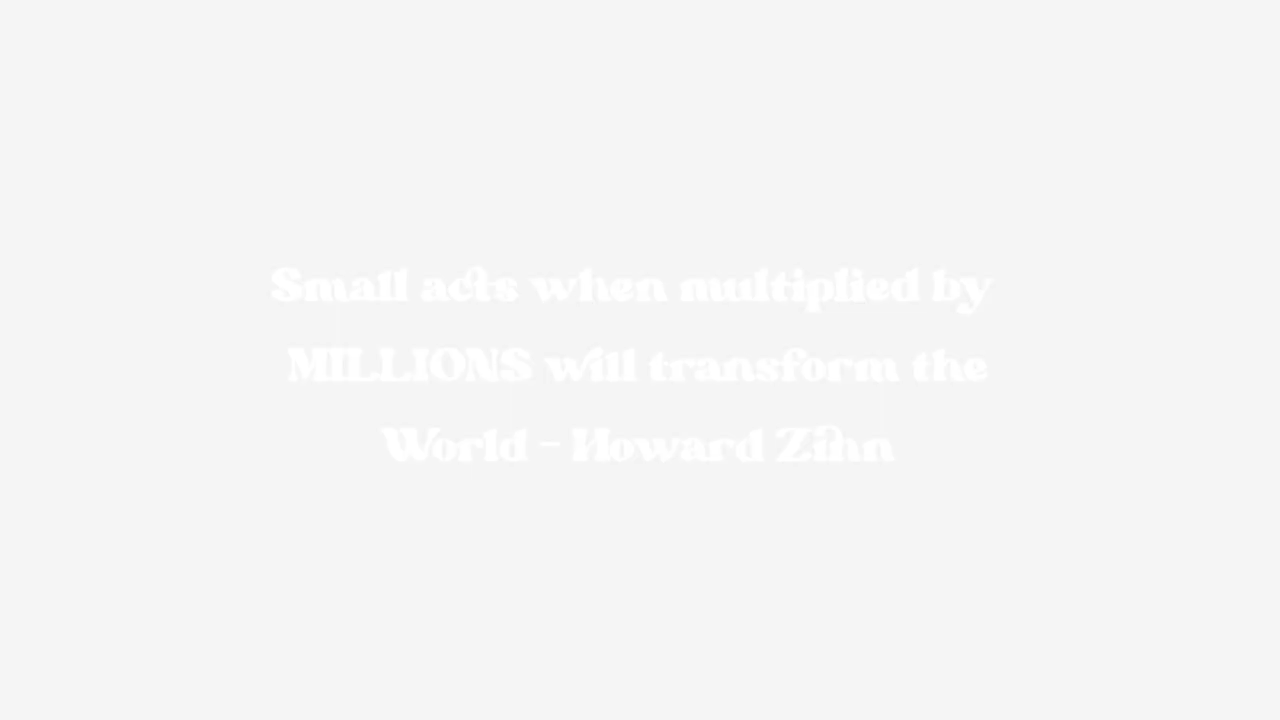 Small acts when multiplied by
MILLIONS will transform the
World - Howard Zinn